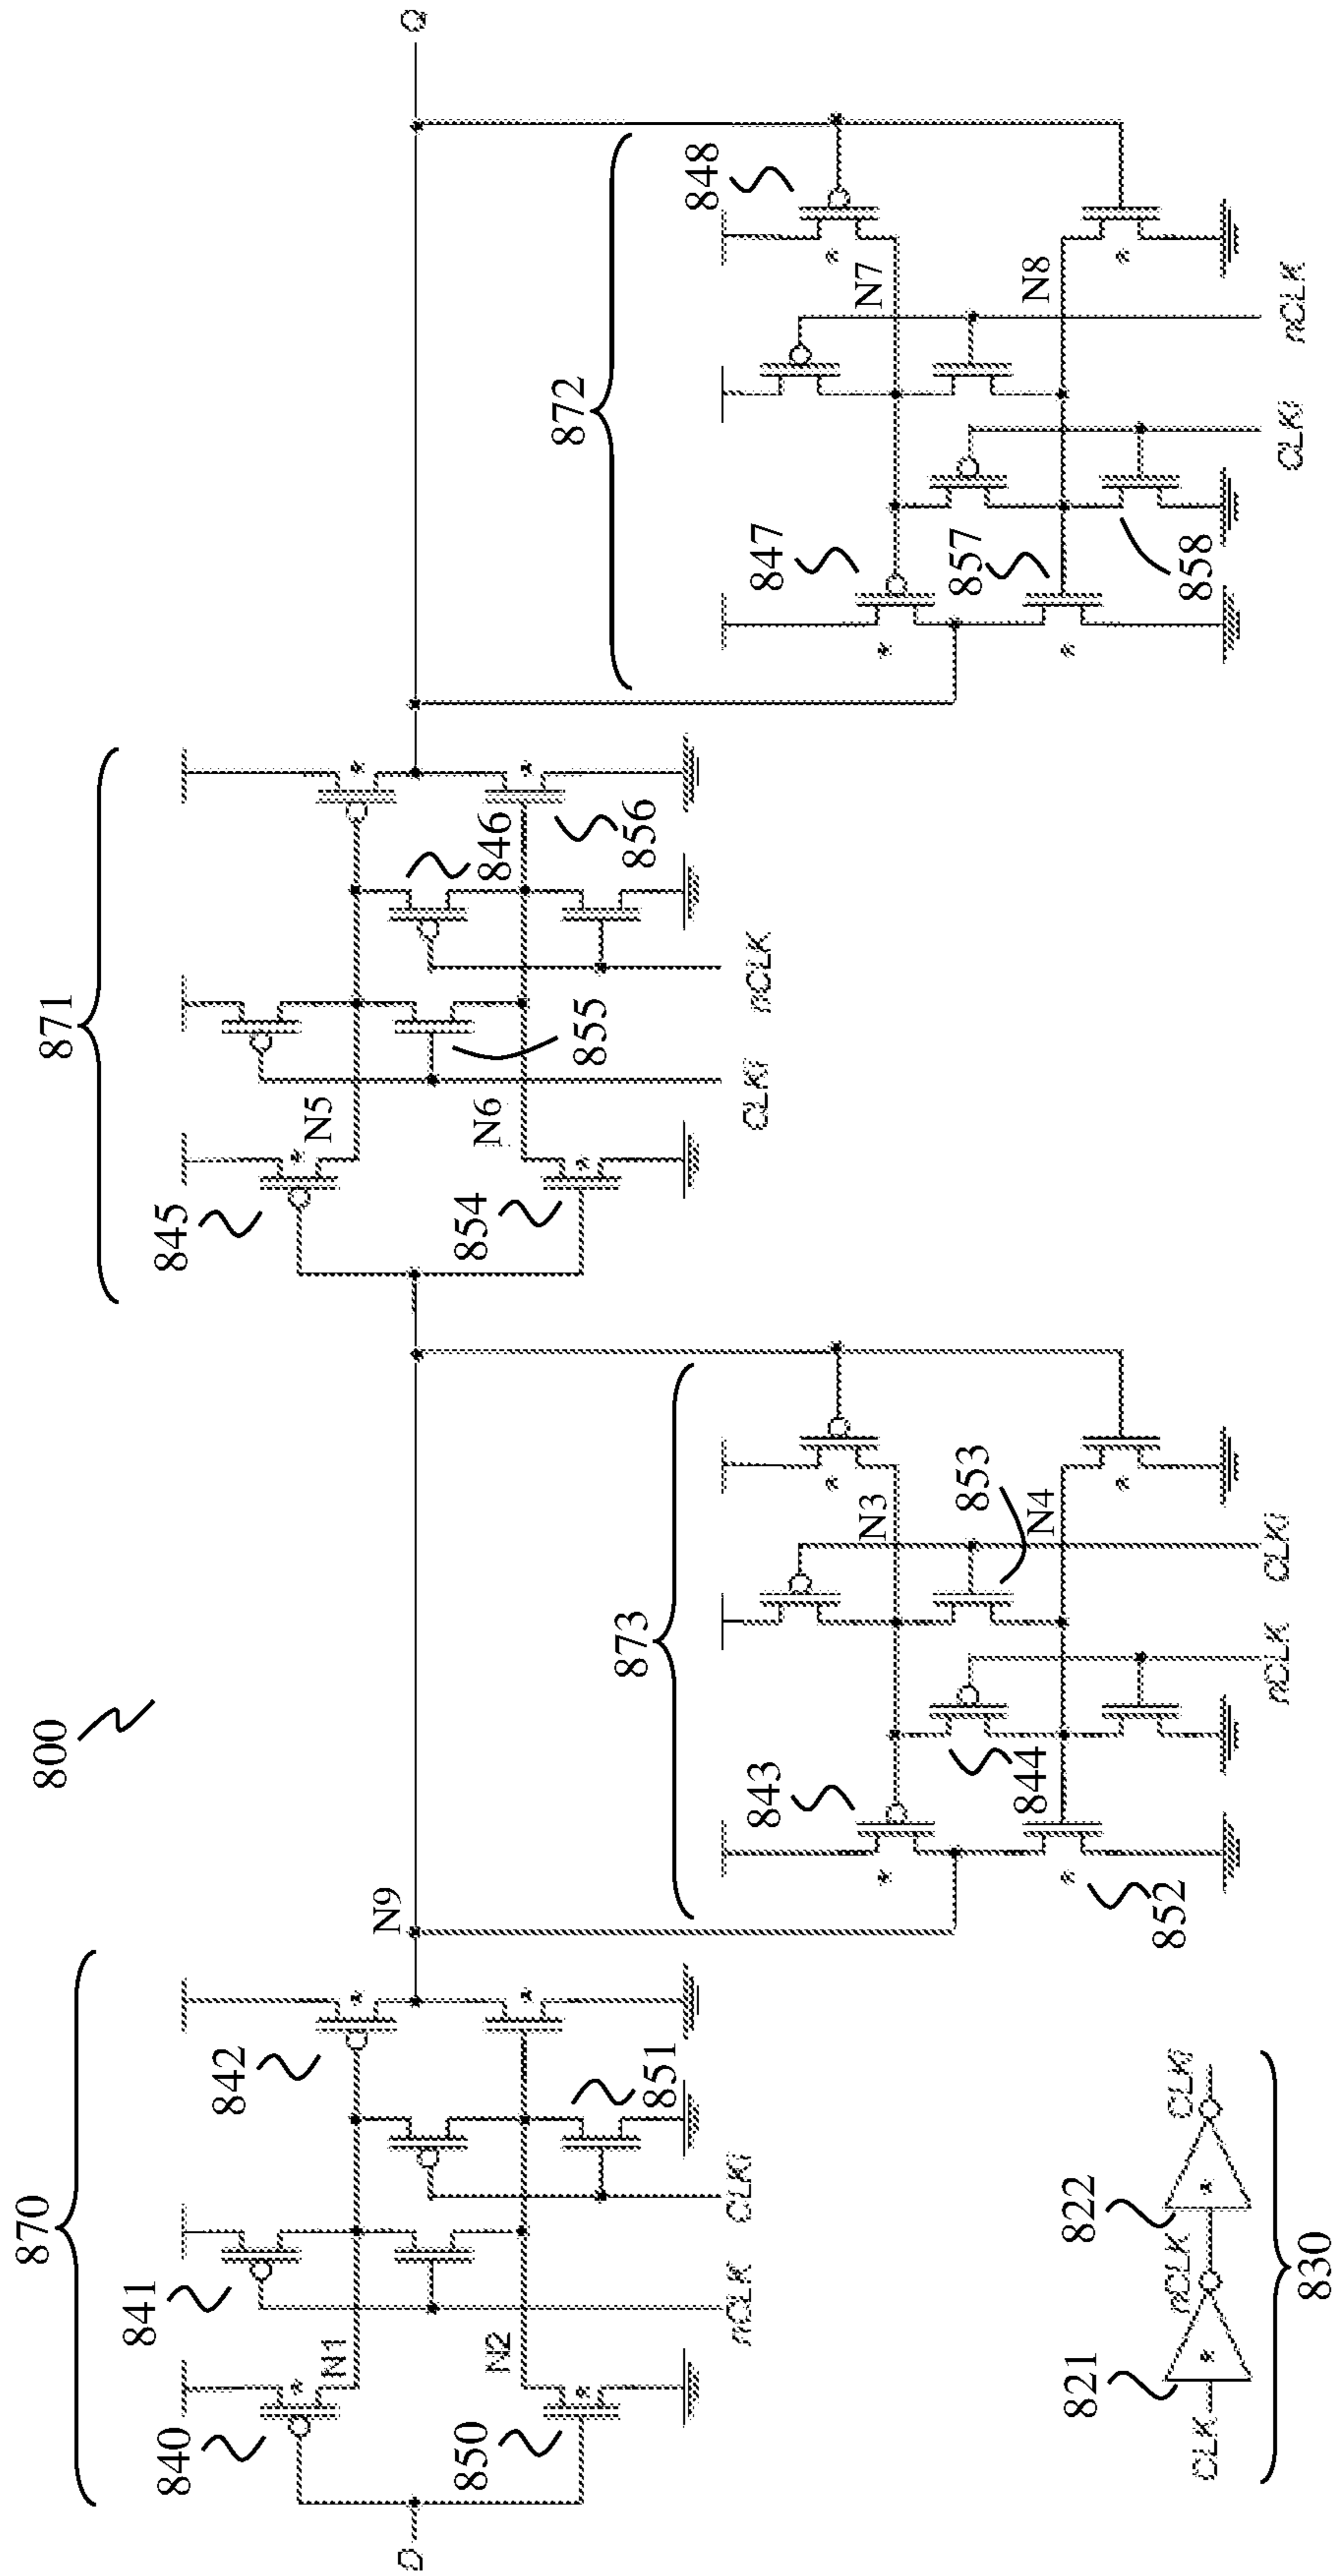 800
870
871
840
841
842
N1
N2
850
851
D
nCLK
CLKi
N9
845
N5
N6
854
855
846
856
CLKi
nCLK
Q
873
843
844
852
N3
N4
853
nCLK
CLKi
872
847
857
858
848
N7
N8
CLKi
nCLK
821
822
CLK
nCLK
CLKi
830